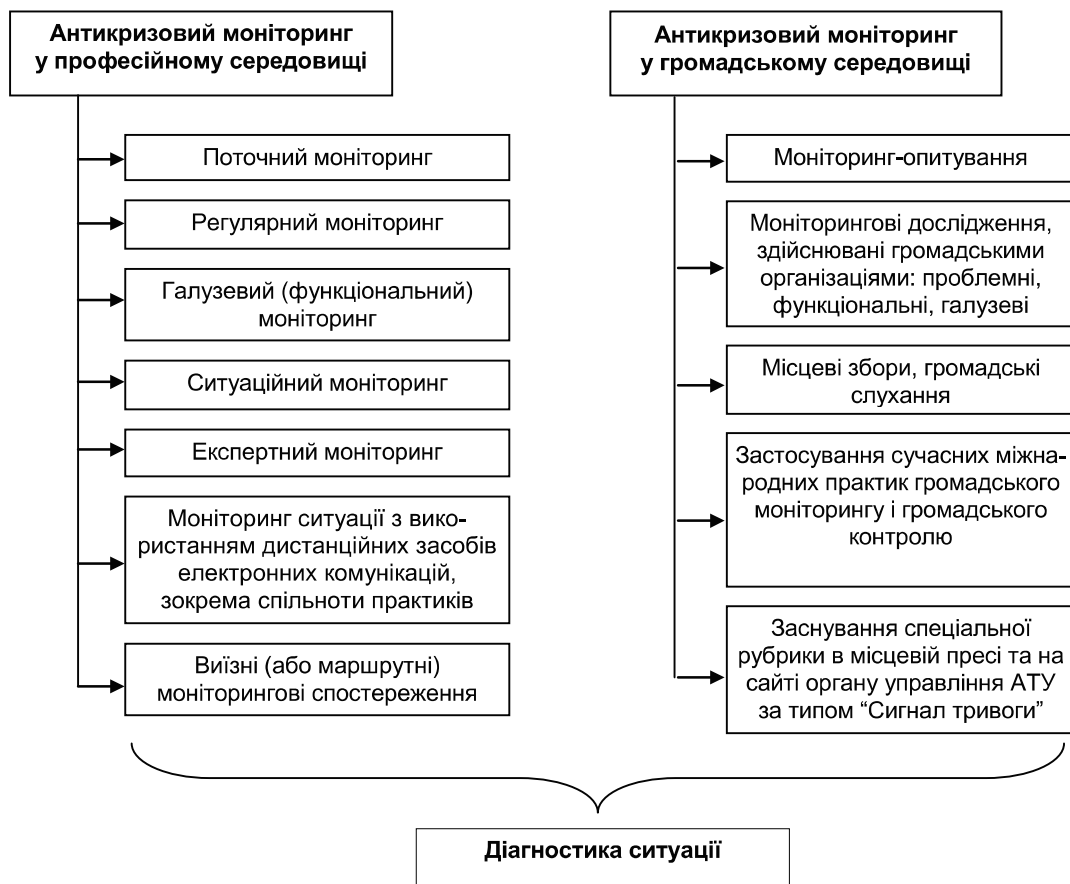 Антикризовий моніторинг
у професійному середовищі
Поточний моніторинг
Регулярний моніторинг
Галузевий (функціональний)
моніторинг
Ситуаційний моніторинг
Експертний моніторинг
Моніторинг ситуації з вико-
ристанням дистанційних засобів
електронних комунікацій,
зокрема спільноти практиків
Виїзні (або маршрутні)
моніторингові спостереження
Антикризовий моніторинг
у громадському середовищі
Моніторинг-опитування
Моніторингові дослідження,
здійснювані громадськими
організаціями: проблемні,
функціональні, галузеві
Місцеві збори, громадські
слухання
Застосування сучасних міжна-
родних практик громадського
моніторингу і громадського
контролю
Заснування спеціальної
рубрики в місцевій пресі та на
сайті органу управління АТУ
за типом “Сигнал тривоги”
Діагностика ситуації